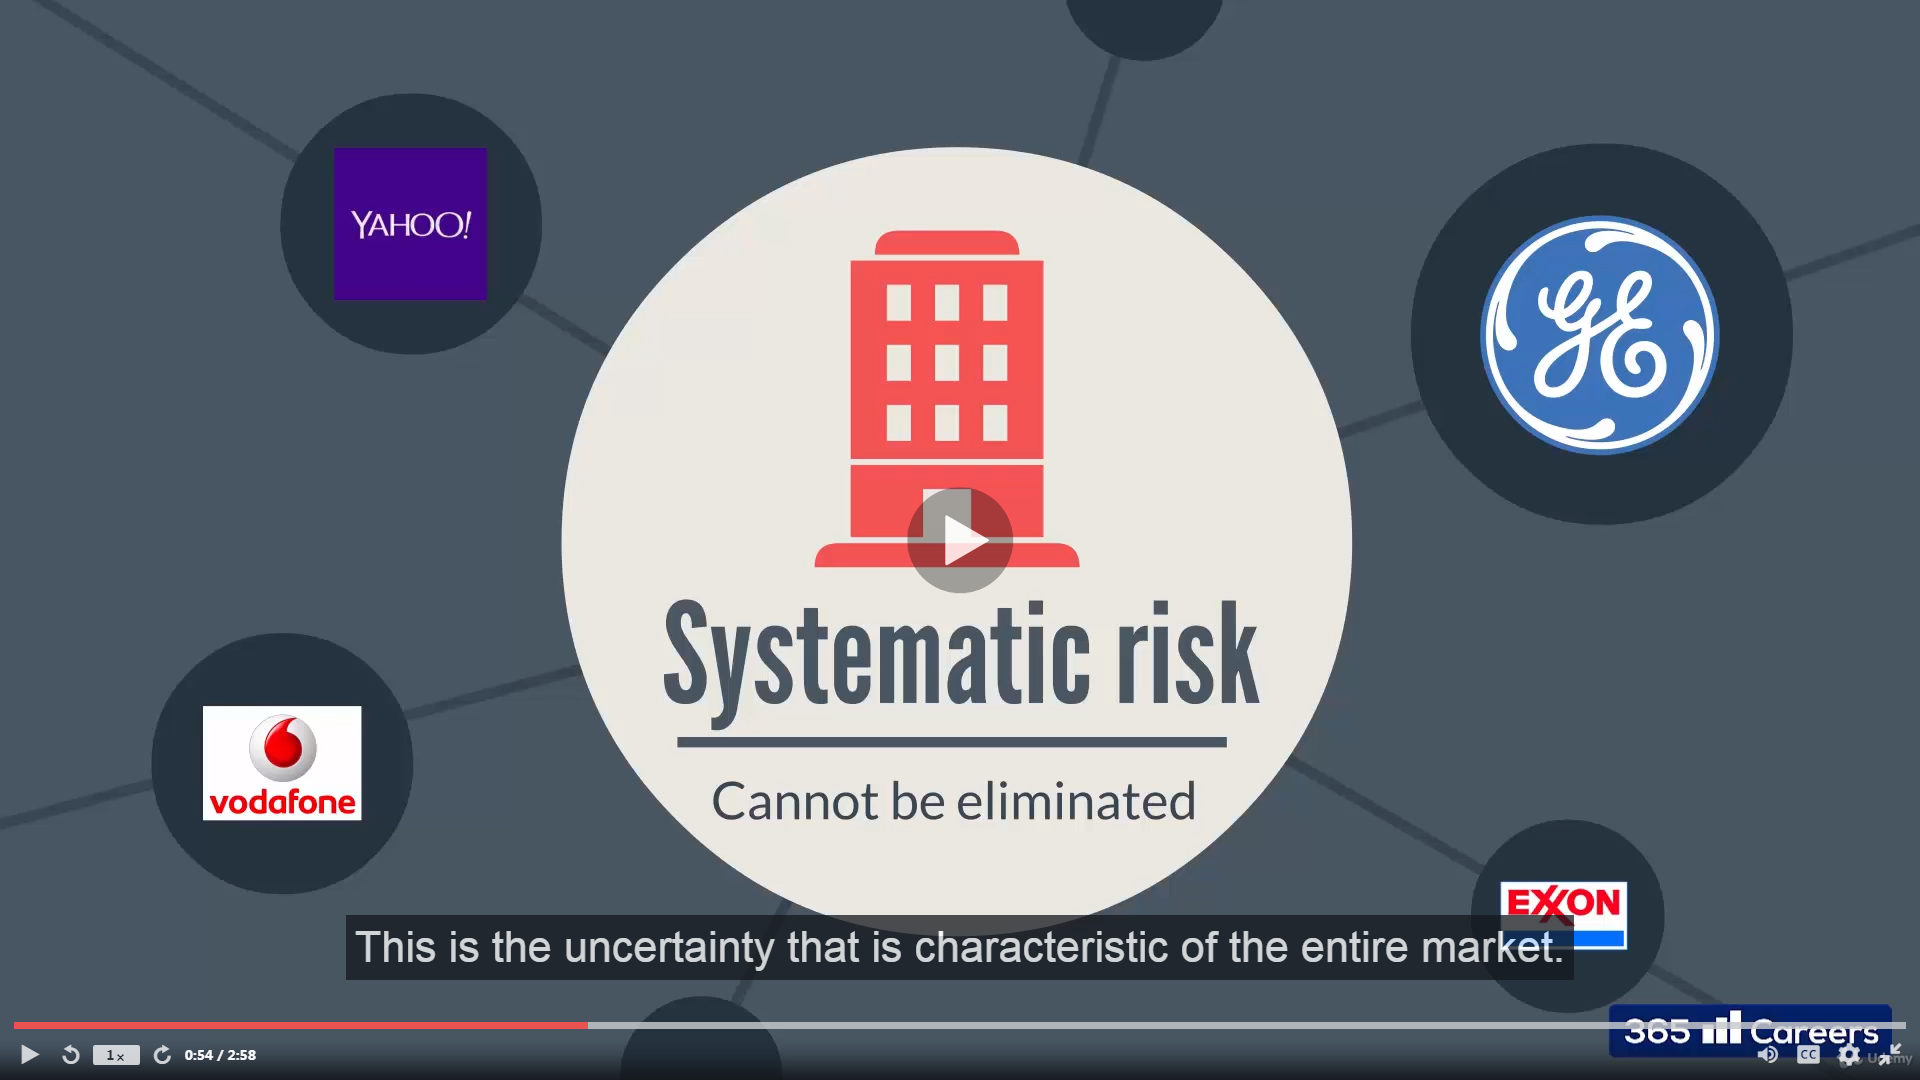 YAHOO!
GE
Systematic risk
Cannot be eliminated
vodafone
EXXON
This is the uncertainty that is characteristic of the entire market.
365 Careers
1x
0:54 / 2:58
CC
Udemy